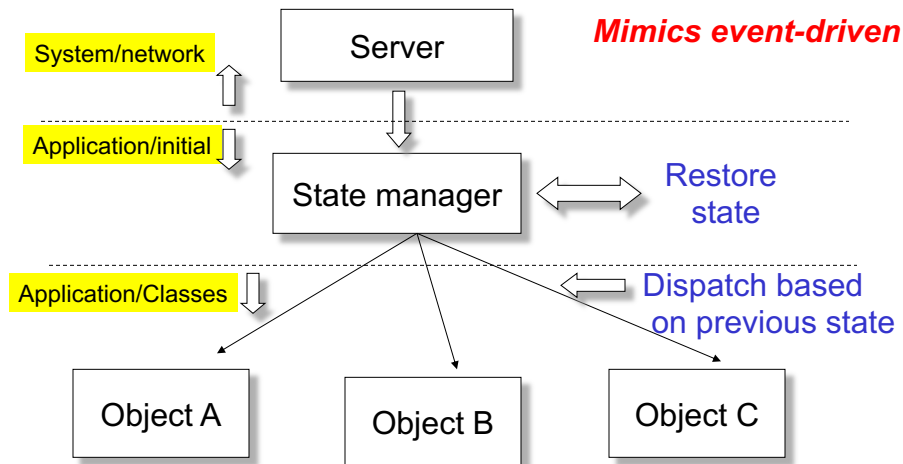 Mimics event-driven
System/network
Server
Application/initial
State manager
Restore
state
Application/Classes
Dispatch based
on previous state
Object A
Object B
Object C